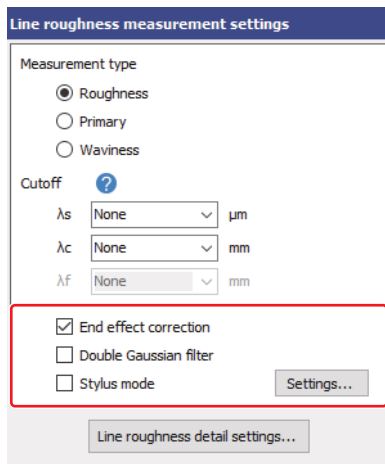 Line roughness measurement settings
Measurement type
Roughness
Primary
Waviness
Cutoff ?
λs None µm
λc None mm
λf None mm
End effect correction
Double Gaussian filter
Stylus mode Settings...
Line roughness detail settings...